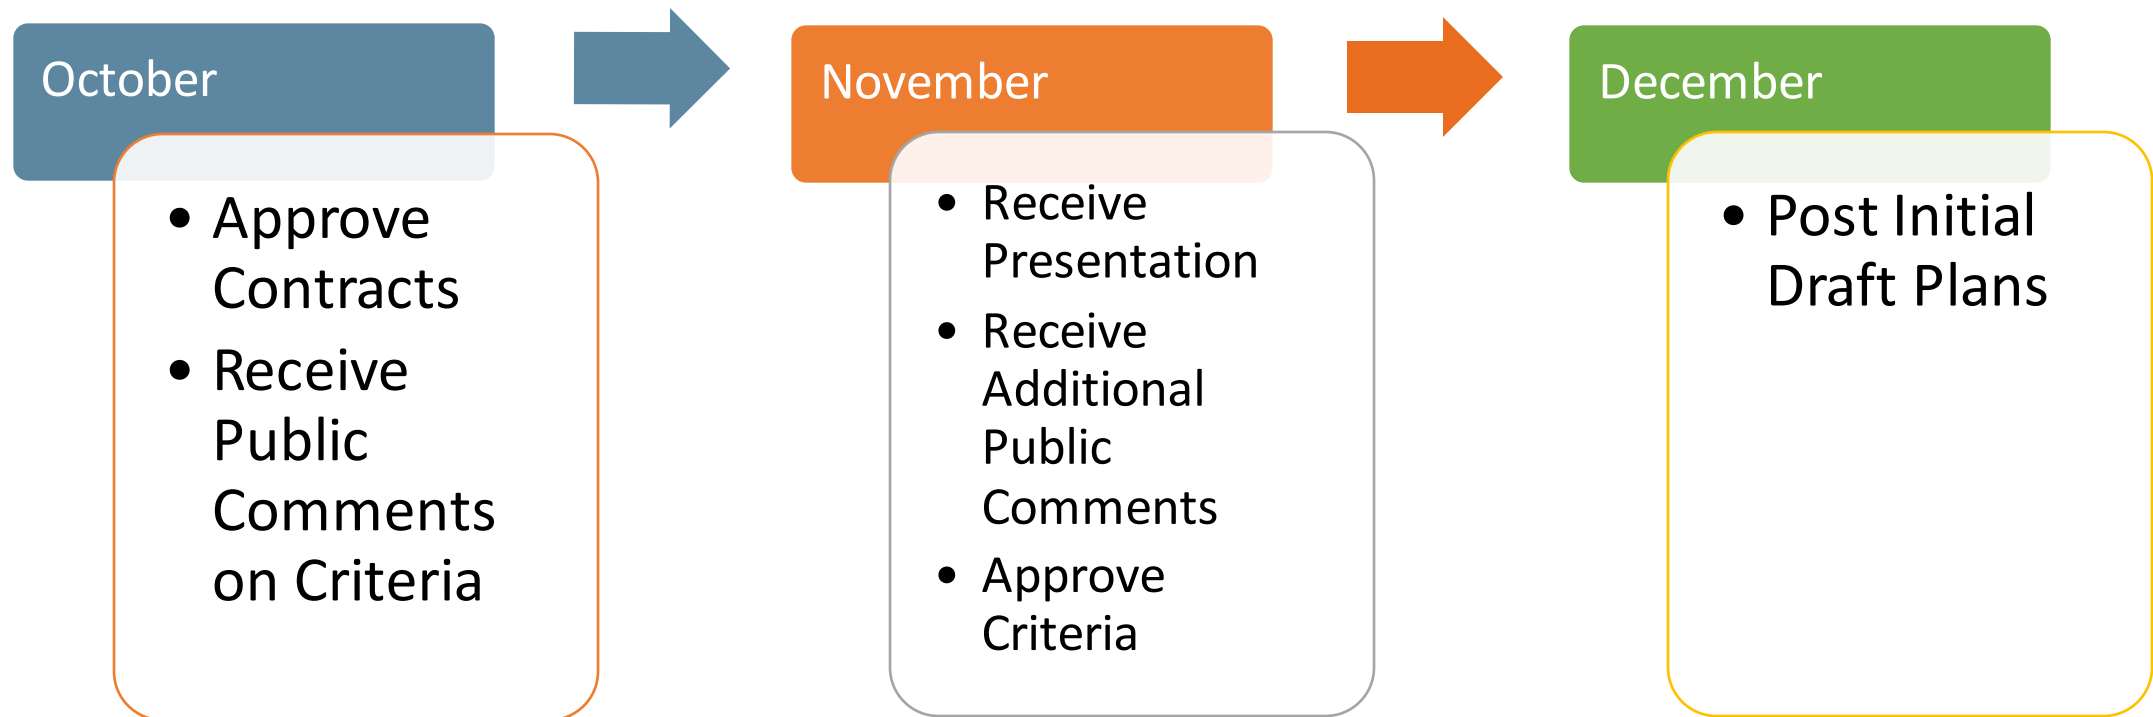 October
• Approve
Contracts
• Receive
Public
Comments
on Criteria
November
• Receive
Presentation
• Receive
Additional
Public
Comments
• Approve
Criteria
December
• Post Initial
Draft Plans